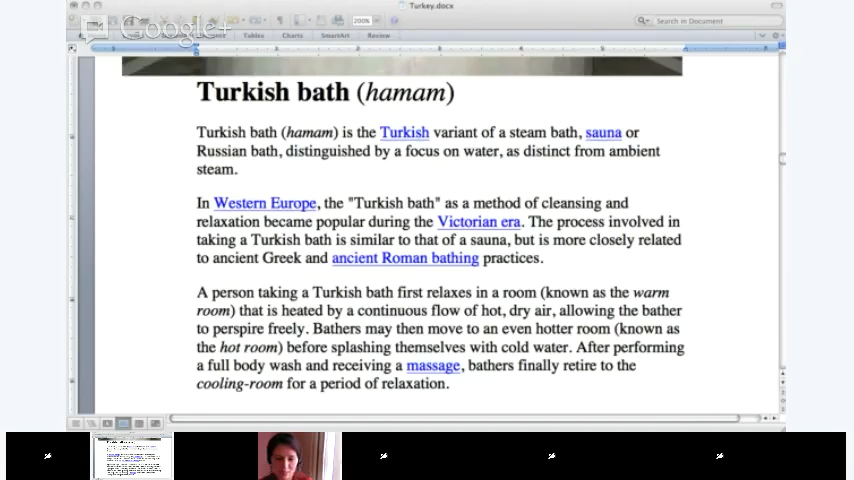 Turkey.docx
Google+
200%
Search in Document
Tables
Charts
SmartArt
Review
Turkish bath (hamam)
Turkish bath (hamam) is the Turkish variant of a steam bath, sauna or
Russian bath, distinguished by a focus on water, as distinct from ambient
steam.
In Western Europe, the "Turkish bath" as a method of cleansing and
relaxation became popular during the Victorian era. The process involved in
taking a Turkish bath is similar to that of a sauna, but is more closely related
to ancient Greek and ancient Roman bathing practices.
A person taking a Turkish bath first relaxes in a room (known as the warm
room) that is heated by a continuous flow of hot, dry air, allowing the bather
to perspire freely. Bathers may then move to an even hotter room (known as
the hot room) before splashing themselves with cold water. After performing
a full body wash and receiving a massage, bathers finally retire to the
cooling-room for a period of relaxation.